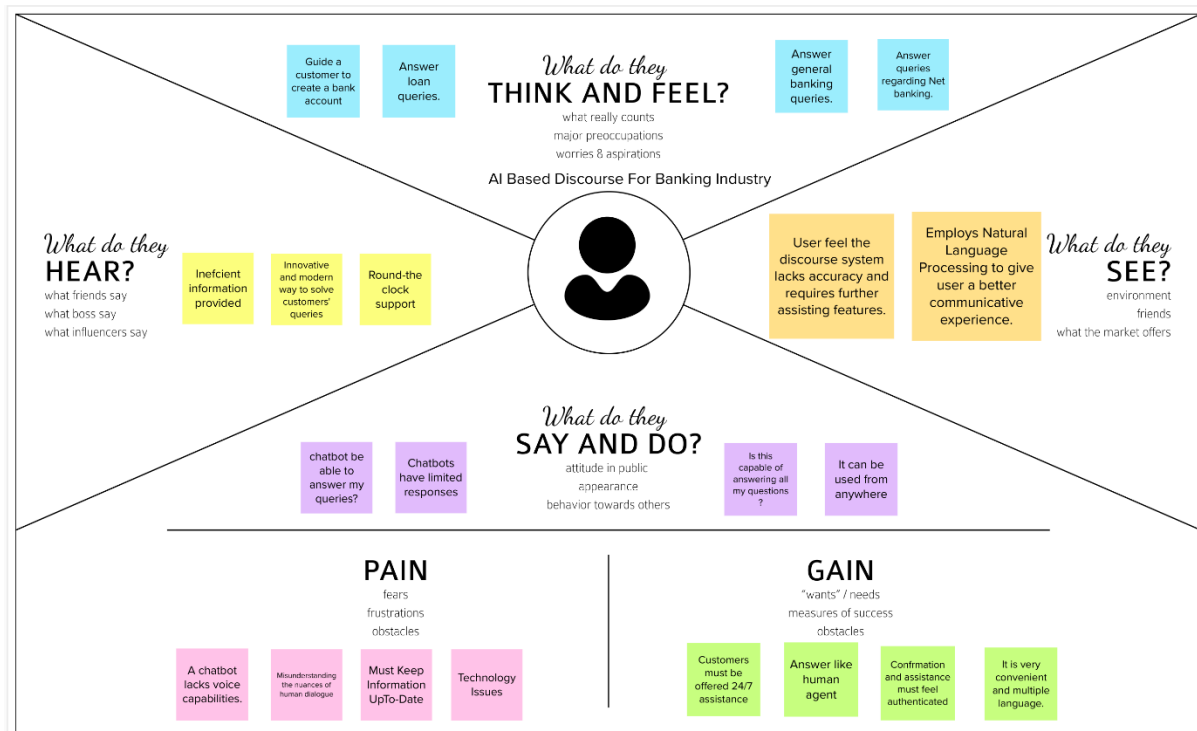 Guide a
customer to
create a bank
account
Answer
loan
queries.
What do they
THINK AND FEEL?
what really counts
major preoccupations
worries & aspirations
Answer
general
banking
queries.
Answer
queries
regarding Net
banking.
AI Based Discourse For Banking Industry
What do they
HEAR?
what friends say
what boss say
what influencers say
Inefcient
information
provided
Innovative
and modern
way to solve
customers'
queries
Round-the
clock
support
User feel the
discourse system
lacks accuracy and
requires further
assisting features.
Employs Natural
Language
Processing to give
user a better
communicative
experience.
What do they
SEE?
environment
friends
what the market offers
What do they
SAY AND DO?
attitude in public
appearance
behavior towards others
chatbot be
able to
answer my
queries?
Chatbots
have limited
responses
Is this
capable of
answering all
my questions
?
It can be
used from
anywhere
PAIN
fears
frustrations
obstacles
A chatbot
lacks voice
capabilities.
Misunderstanding
the nuances of
human dialogue
Must Keep
Information
UpTo-Date
Technology
Issues
GAIN
"wants" / needs
measures of success
obstacles
Customers
must be
offered 24/7
assistance
Answer like
human
agent
Confrmation
and assistance
must feel
authenticated
It is very
convenient
and multiple
language.